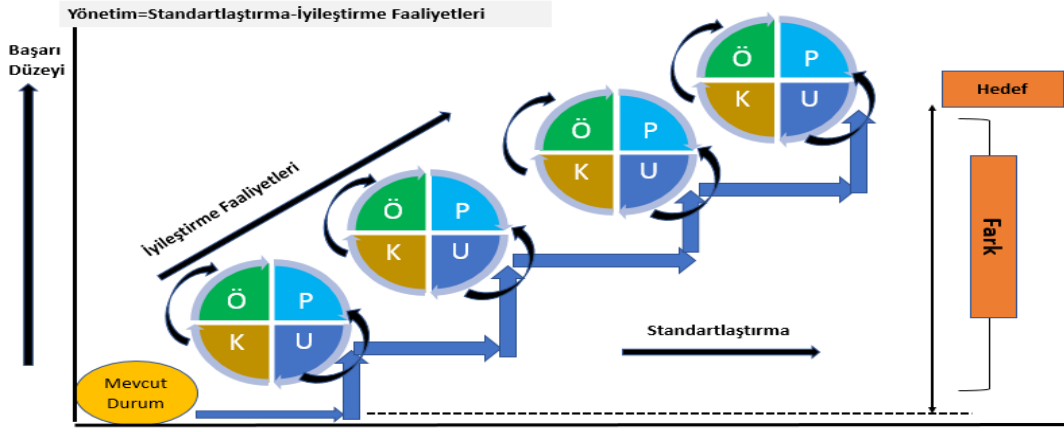 Yönetim=Standartlaştırma-İyileştirme Faaliyetleri
Başarı
Düzeyi
Ö P
K U
Hedef
Ö P
K U
İyileştirme Faaliyetleri
Ö P
K U
Fark
Ö P
K U
Standartlaştırma
Mevcut
Durum